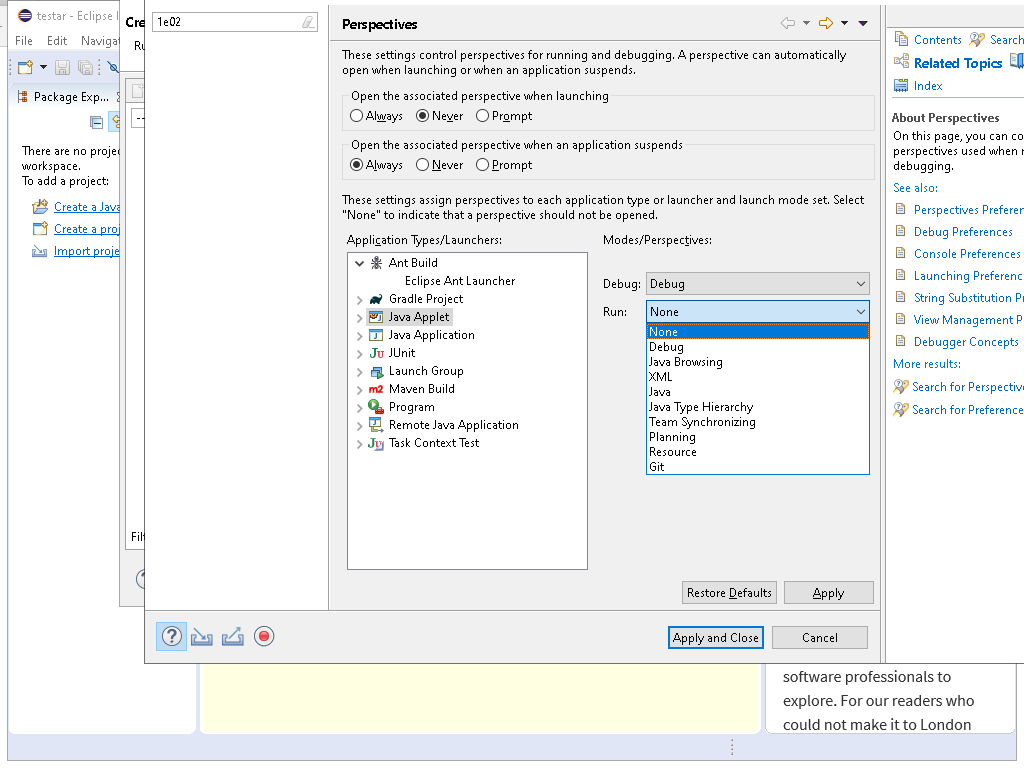 testar - Eclipse
File Edit Naviga
Package Exp...
There are no proje
workspace.
To add a project:
Create a Java
Create a proj
Import proje
Cre
Ru
Filt
1e02
Perspectives
These settings control perspectives for running and debugging. A perspective can automatically
open when launching or when an application suspends.
Open the associated perspective when launching
Always Never Prompt
Open the associated perspective when an application suspends
Always Never Prompt
These settings assign perspectives to each application type or launcher and launch mode set. Select
"None" to indicate that a perspective should not be opened.
Application Types/Launchers:
Ant Build
Eclipse Ant Launcher
Gradle Project
Java Applet
Java Application
JUnit
Launch Group
Maven Build
Program
Remote Java Application
Task Context Test
Modes/Perspectives:
Debug: Debug
Run: None
None
Debug
Java Browsing
XML
Java
Java Type Hierarchy
Team Synchronizing
Planning
Resource
Git
Restore Defaults Apply
Apply and Close Cancel
Contents Search
Related Topics
Index
About Perspectives
On this page, you can co
perspectives used when r
debugging.
See also:
Perspectives Preferer
Debug Preferences
Console Preferences
Launching Preferenc
String Substitution P
View Management P
Debugger Concepts
More results:
Search for Perspective
Search for Preference
software professionals to
explore. For our readers who
could not make it to London